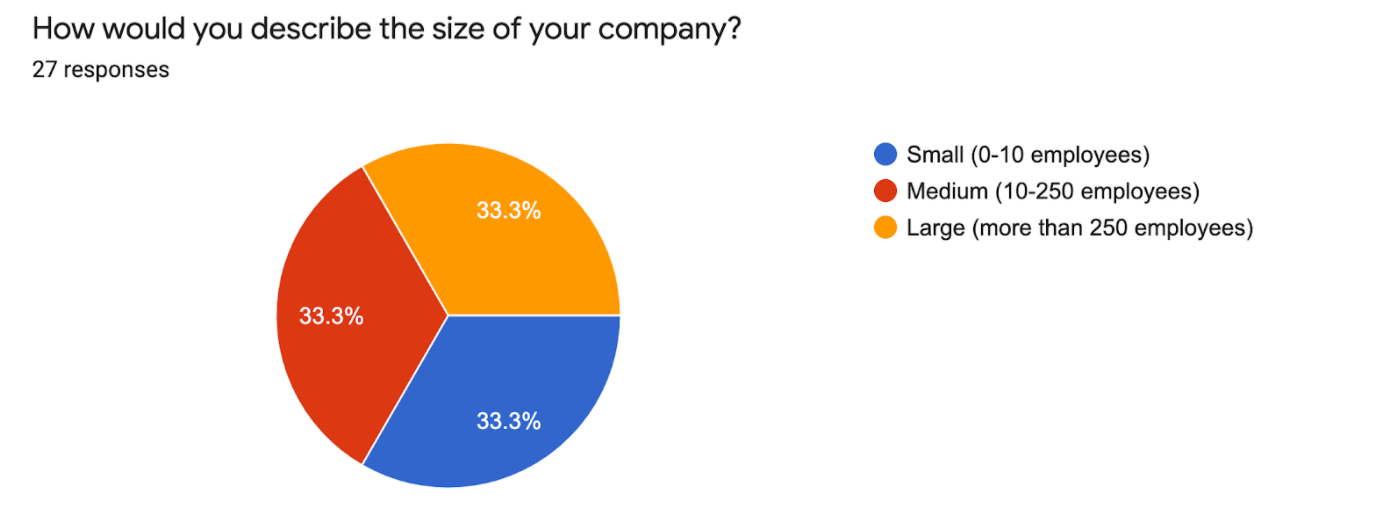 How would you describe the size of your company?
27 responses
33.3%
33.3%
33.3%
Small (0-10 employees)
Medium (10-250 employees)
Large (more than 250 employees)